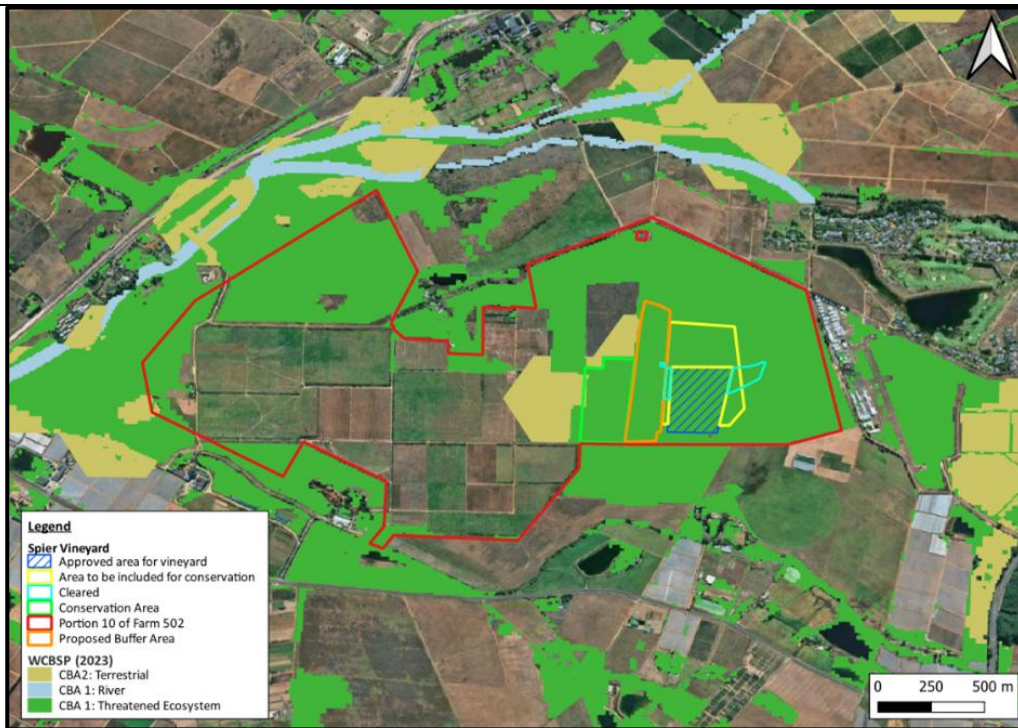 Legend
Spier Vineyard
Approved area for vineyard
Area to be included for conservation
Cleared
Conservation Area
Portion 10 of Farm 502
Proposed Buffer Area
WCBSP (2023)
CBA2: Terrestrial
CBA 1: River
CBA 1: Threatened Ecosystem
0 250 500 m